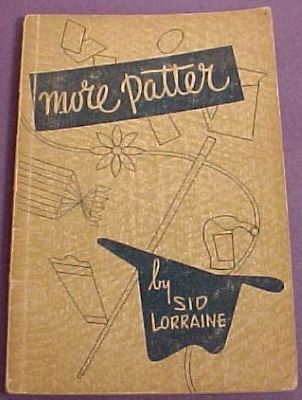 more patter
by
SID
LORRAINE